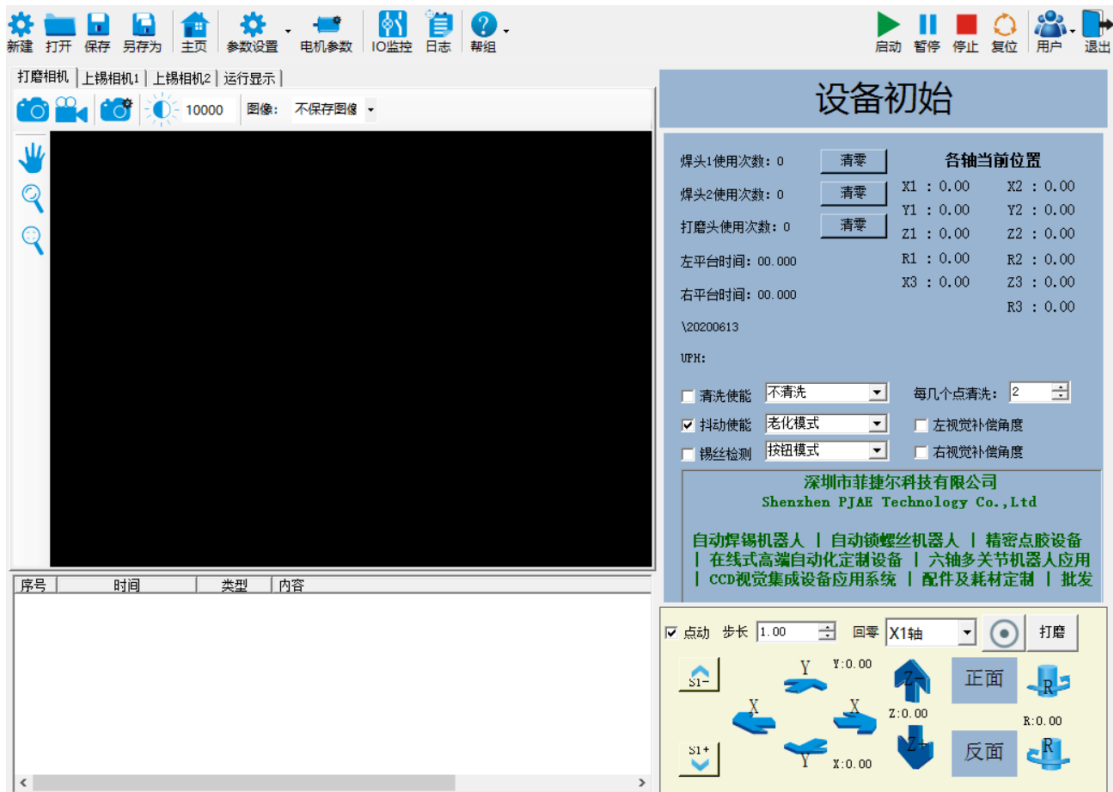 新建 打开 保存 另存为 主页 参数设置 电机参数 IO监控 日志 帮组 启动 暂停 停止 复位 用户 退出
打磨相机 上锡相机1 上锡相机2 运行显示
10000 图像: 不保存图像
设备初始
焊头1使用次数: 0 清零
焊头2使用次数: 0 清零
打磨头使用次数: 0 清零
左平台时间: 00.000
右平台时间: 00.000
\20200613
UPH:
各轴当前位置
X1 : 0.00 X2 : 0.00
Y1 : 0.00 Y2 : 0.00
Z1 : 0.00 Z2 : 0.00
R1 : 0.00 R2 : 0.00
X3 : 0.00 Z3 : 0.00
R3 : 0.00
清洗使能 不清洗 每几个点清洗: 2
抖动使能 老化模式 左视觉补偿角度
锡丝检测 按钮模式 右视觉补偿角度
深圳市菲捷尔科技有限公司
Shenzhen PJAE Technology Co.,Ltd
自动焊锡机器人 | 自动锁螺丝机器人 | 精密点胶设备
| 在线式高端自动化定制设备 | 六轴多关节机器人应用
| CCD视觉集成设备应用系统 | 配件及耗材定制 | 批发
序号 时间 类型 内容
点动 步长 1.00 回零 X1轴 打磨
S1- Y Y:0.00 Z- 正面 R
X X Z:0.00 R:0.00
S1+ Y X:0.00 Z+ 反面 R